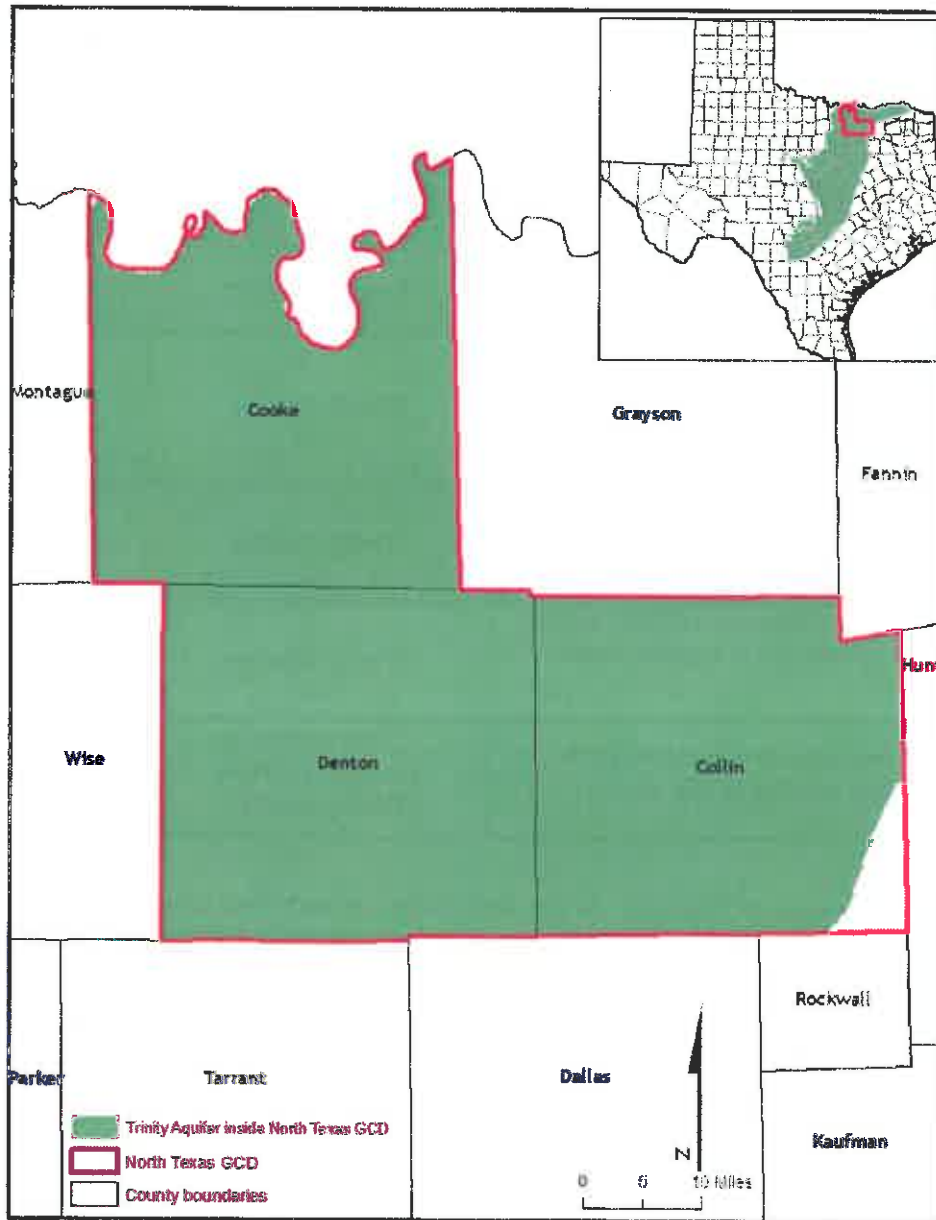 Montague
Cooke
Grayson
Fannin
Hun
Wise
Denton
Collin
Rockwall
Parker
Tarrant
Dallas
Kaufman
Trinity Aquifer inside North Texas GCD
North Texas GCD
County boundaries
N
0 5 10 Miles